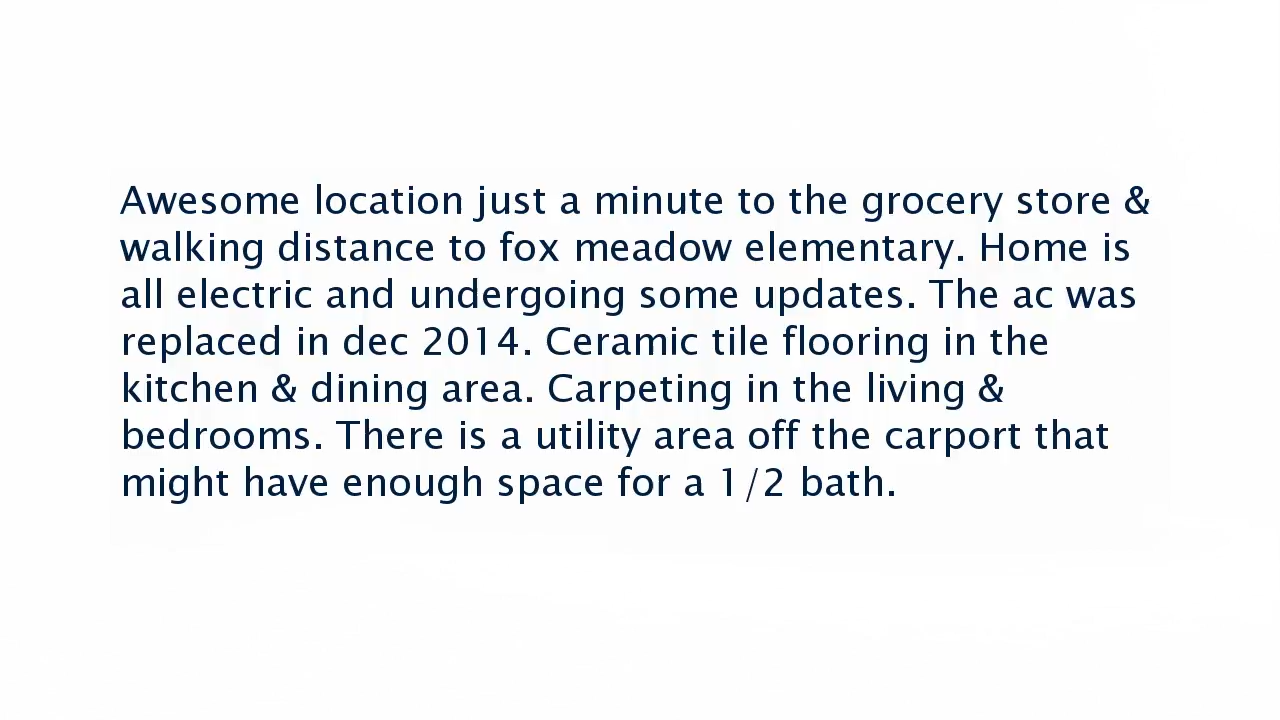 Awesome location just a minute to the grocery store &
walking distance to fox meadow elementary. Home is
all electric and undergoing some updates. The ac was
replaced in dec 2014. Ceramic tile flooring in the
kitchen & dining area. Carpeting in the living &
bedrooms. There is a utility area off the carport that
might have enough space for a 1/2 bath.